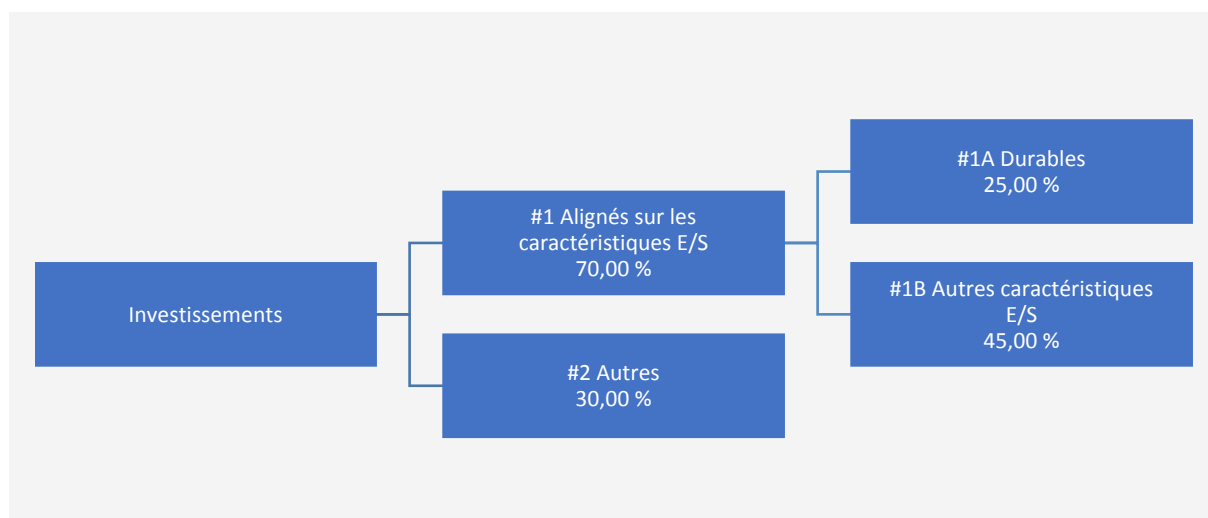 #1A Durables
25,00 %
#1 Alignés sur les
caractéristiques E/S
70,00 %
#1B Autres caractéristiques
E/S
45,00 %
Investissements
#2 Autres
30,00 %